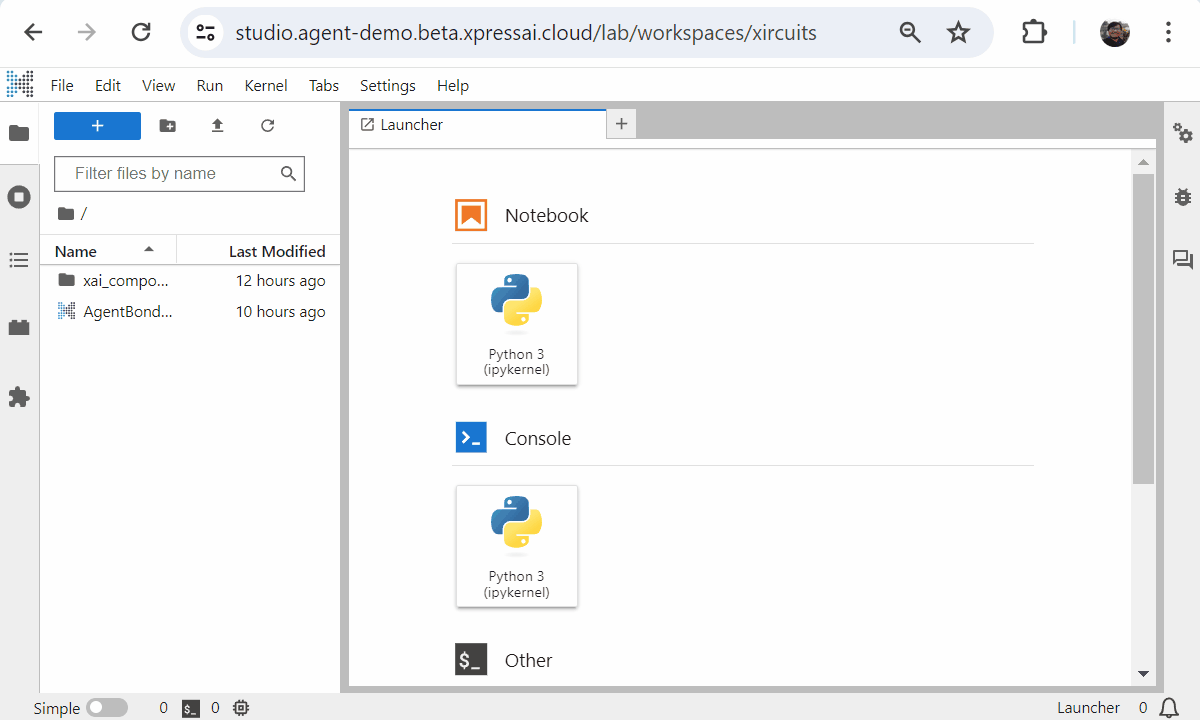 studio.agent-demo.beta.xpressai.cloud/lab/workspaces/xircuits
File Edit View Run Kernel Tabs Settings Help
Launcher
Filter files by name
/
Name Last Modified
xai_compo... 12 hours ago
AgentBond... 10 hours ago
Notebook
Python 3
(ipykernel)
Console
Python 3
(ipykernel)
$_ Other
Simple 0 $_ 0 Launcher 0